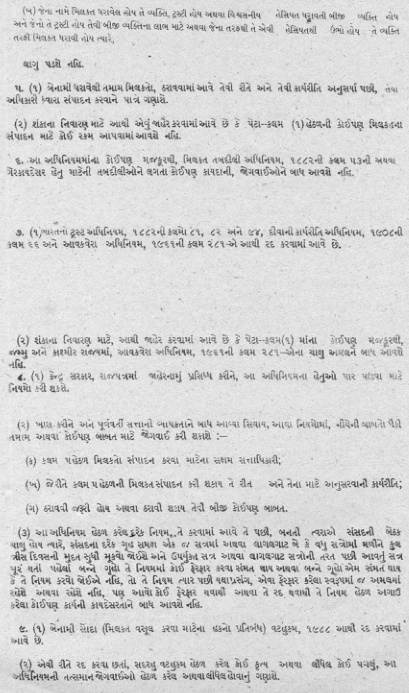 (ખ) જેના નામે મિલકત ધરાવેલ હોય તે વ્યક્તિ, ટ્રસ્ટી હોય અથવા વિશ્વસનીય હેસિયત ધરાવતી બીજી વ્યક્તિ હોય
અને જેનો તે ટ્રસ્ટી હોય તેવી બીજી વ્યક્તિના લાભ માટે અથવા જેના તરફથી તે એવી હેસિયતથી ઉભો હોય તે વ્યક્તિ
તરફી મિલકત ધરાવી હોય ત્યારે,
લાગુ પડશે નહિ.
૫. (૧) બેનામી ધરાવેલી તમામ મિલકતો, ઠરાવવામાં આવે તેવી રીતે અને તેવી કાર્યરીતિ અનુસર્યા પછી, તેવા
અધિકારી દ્વારા સંપાદન કરવાને પાત્ર ગણાશે.
(૨) શંકાના નિવારણ માટે આથી એવું જાહેર કરવામાં આવે છે કે પેટા-કલમ (૧) હેઠળની કોઈપણ મિલકતના
સંપાદન માટે કોઈ રકમ આપવામાં આવશે નહિ.
૬. આ અધિનિયમમાંના કોઈપણ મજકૂરથી, મિલકત તબદીલી અધિનિયમ, ૧૮૮૨ની કલમ ૫૩ની અથવા
ગેરકાયદેસર હેતુ માટેની તબદીલીઓને લગતા કોઈપણ કાયદાની, જોગવાઈઓને બાધ આવશે નહિ.
૭. (૧) ભારતનો ટ્રસ્ટ અધિનિયમ, ૧૮૮૨ની કલમો ૮૧, ૮૨ અને ૯૪, દીવાની કાર્યરીતિ અધિનિયમ, ૧૯૦૮ની
કલમ ૬૬ અને આવકવેરા અધિનિયમ, ૧૯૬૧ની કલમ ૨૮૧-એ આથી રદ કરવામાં આવે છે.
(૨) શંકાના નિવારણ માટે, આથી જાહેર કરવામાં આવે છે કે પેટા-કલમ(૧) માંના કોઈપણ મજકૂરથી,
જમ્મુ અને કાશ્મીર રાજ્યમાં, આવકવેરા અધિનિયમ, ૧૯૬૧ની કલમ ૨૮૧-એના ચાલુ અમલને બાધ આવશે
નહિ.
૮. (૧) કેન્દ્ર સરકાર, રાજપત્રમાં જાહેરનામું પ્રસિધ્ધ કરીને, આ અધિનિયમના હેતુઓ પાર પાડવા માટે
નિયમો કરી શકશે.
(૨) ખાસ કરીને અને પૂર્વવર્તી સત્તાની વ્યાપકતાને બાધ આવ્યા સિવાય, આવા નિયમોમાં, નીચેની બાબતો પૈકી
તમામ અથવા કોઈપણ બાબત માટે જોગવાઈ કરી શકાશે :—
(ક) કલમ ૫હેઠળ મિલકતો સંપાદન કરવા માટેના સક્ષમ સત્તાધિકારી;
(ખ) જેરીતે કલમ ૫હેઠળની મિલકત સંપાદન કરી શકાય તે રીત અને તેના માટે અનુસરવાની કાર્યરીતિ;
(ગ) ઠરાવવી જરૂરી હોય અથવા ઠરાવી શકાય તેવી બીજી કોઈપણ બાબત.
(૩) આ અધિનિયમ હેઠળ કરેલ દરેક નિયમ, તે કરવામાં આવે તે પછી, બનતી ત્વરાએ સંસદની બેઠક
ચાલુ હોય ત્યારે, સંસદના દરેક ગૃહ સમક્ષ એક જ સત્રમાં અથવા લાગલગાટ બે કે વધુ સત્રોમાં મળીને કુલ
ત્રીસ દિવસની મુદત સુધી મૂકવો જોઈશે અને ઉપર્યુક્ત સત્ર અથવા લાગલગાટ સત્રોની તરત પછી આવતું સત્ર
પૂરું થતાં પહેલાં બન્ને ગૃહો તે નિયમમાં કોઈ ફેરફાર કરવા સંમત થાય અથવા બન્ને ગૃહો એમ સંમત થાય
કે તે નિયમ કરવો જોઈએ નહિ, તો તે નિયમ ત્યાર પછી યથાપ્રસંગ, એવા ફેરફાર કરેલા સ્વરૂપમાં જ અમલમાં
રહેશે અથવા રહેશે નહિ, પણ આવો કોઈ ફેરફાર થવાથી અથવા તે રદ થવાથી તે નિયમ હેઠળ અગાઉ
કરેલા કોઈપણ કાર્યની કાયદેસરતાને બાધ આવશે નહિ.
૯. (૧) બેનામી સોદા (મિલકત વસૂલ કરવા માટેના હકનો પ્રતિબંધ) વટહુકમ, ૧૯૮૮ આથી રદ કરવામાં
આવે છે.
(૨) એવી રીતે રદ કરવા છતાં, સદરહુ વટહુકમ હેઠળ કરેલ કોઈ કૃત્ય અથવા લીધેલ કોઈ પગલું, આ
અધિનિયમની તત્સમાન જોગવાઈઓ હેઠળ કરેલ અથવા લીધેલ હોવાનું ગણાશે.